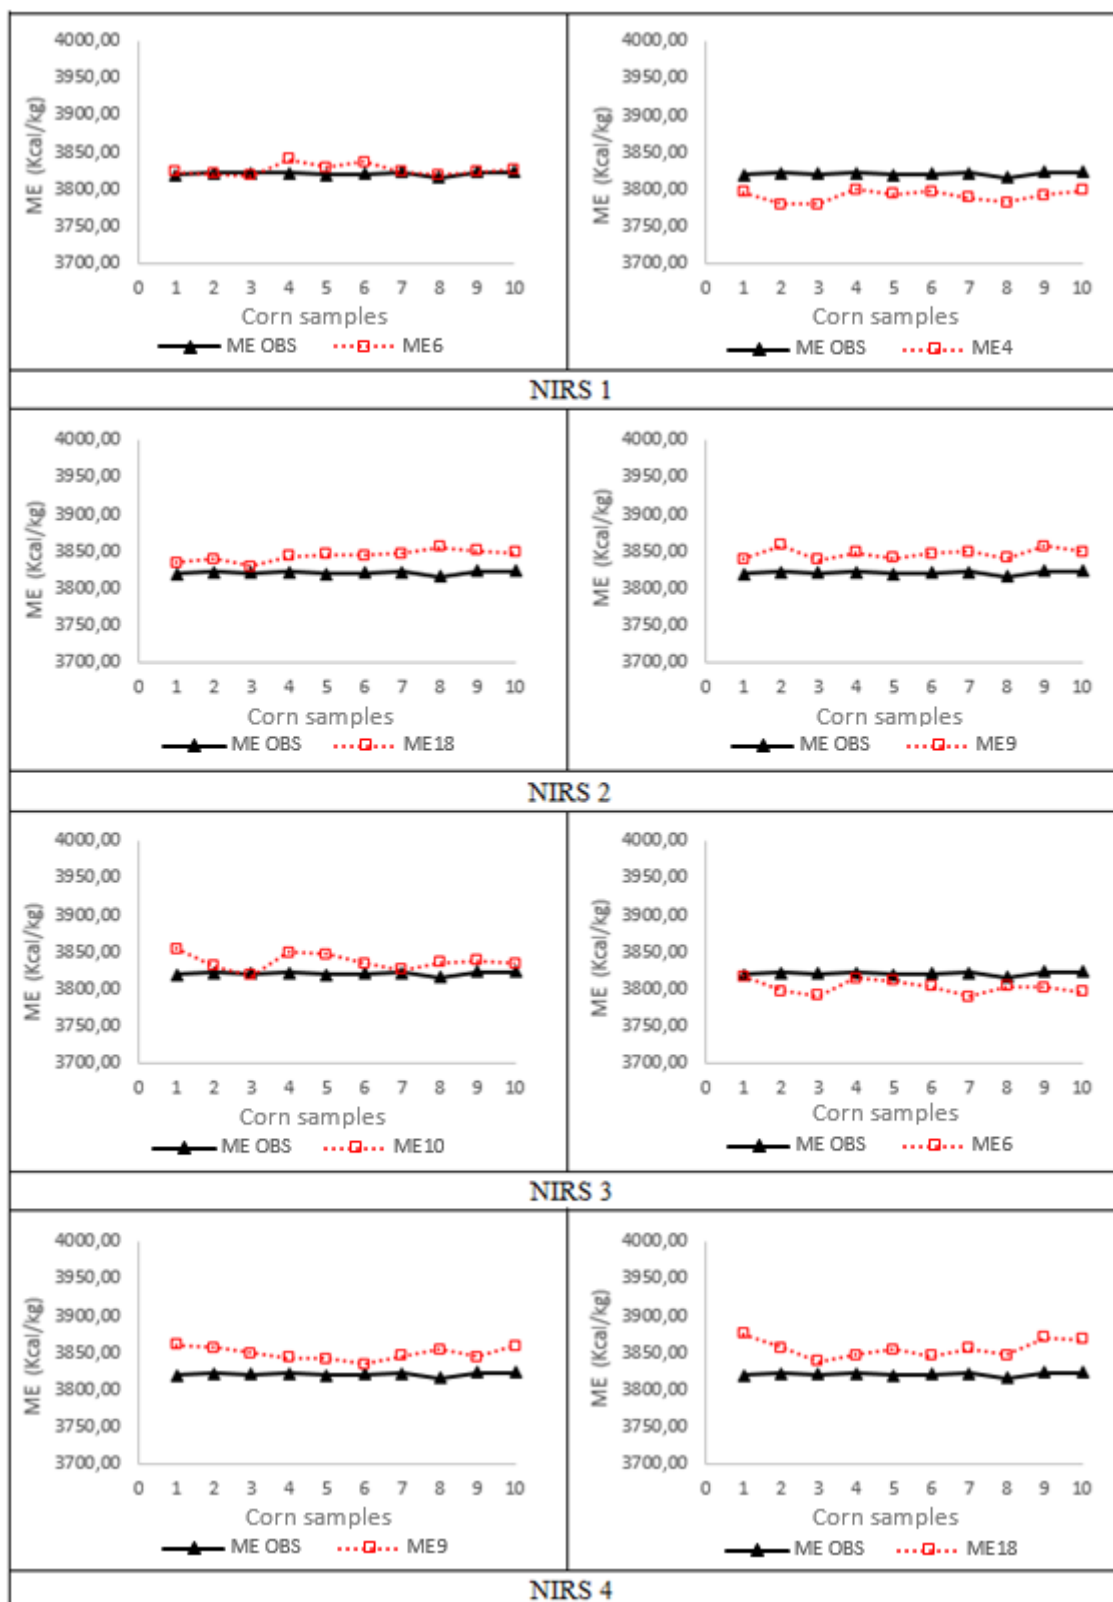 4000,00
3950,00
3900,00
3850,00
3800,00
3750,00
3700,00
ME (Kcal/kg)
0 1 2 3 4 5 6 7 8 9 10
Corn samples
ME OBS ME6
4000,00
3950,00
3900,00
3850,00
3800,00
3750,00
3700,00
ME (Kcal/kg)
0 1 2 3 4 5 6 7 8 9 10
Corn samples
ME OBS ME4
NIRS 1
4000,00
3950,00
3900,00
3850,00
3800,00
3750,00
3700,00
ME (Kcal/kg)
0 1 2 3 4 5 6 7 8 9 10
Corn samples
ME OBS ME18
4000,00
3950,00
3900,00
3850,00
3800,00
3750,00
3700,00
ME (Kcal/kg)
0 1 2 3 4 5 6 7 8 9 10
Corn samples
ME OBS ME9
NIRS 2
4000,00
3950,00
3900,00
3850,00
3800,00
3750,00
3700,00
ME (Kcal/kg)
0 1 2 3 4 5 6 7 8 9 10
Corn samples
ME OBS ME10
4000,00
3950,00
3900,00
3850,00
3800,00
3750,00
3700,00
ME (Kcal/kg)
0 1 2 3 4 5 6 7 8 9 10
Corn samples
ME OBS ME6
NIRS 3
4000,00
3950,00
3900,00
3850,00
3800,00
3750,00
3700,00
ME (Kcal/kg)
0 1 2 3 4 5 6 7 8 9 10
Corn samples
ME OBS ME9
4000,00
3950,00
3900,00
3850,00
3800,00
3750,00
3700,00
ME (Kcal/kg)
0 1 2 3 4 5 6 7 8 9 10
Corn samples
ME OBS ME18
NIRS 4